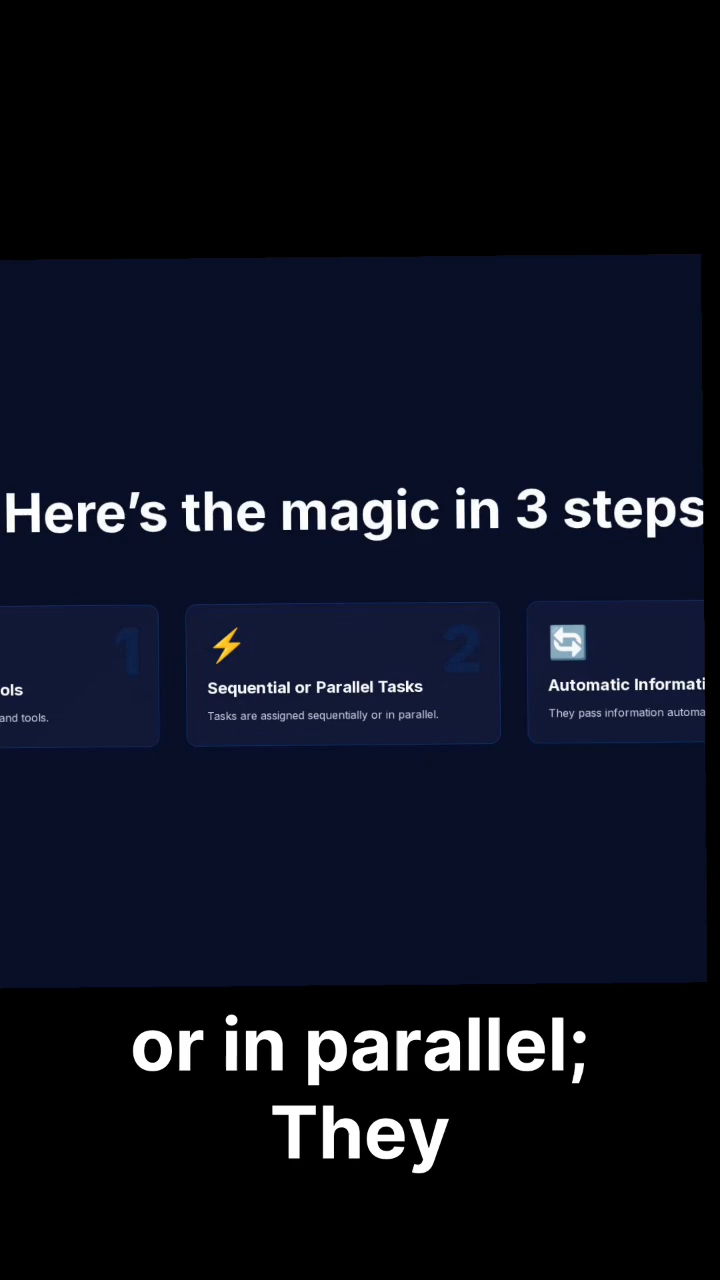 Here’s the magic in 3 steps
1
ols
and tools.
2
Sequential or Parallel Tasks
Tasks are assigned sequentially or in parallel.
Automatic Informati
They pass information automa
or in parallel;
They